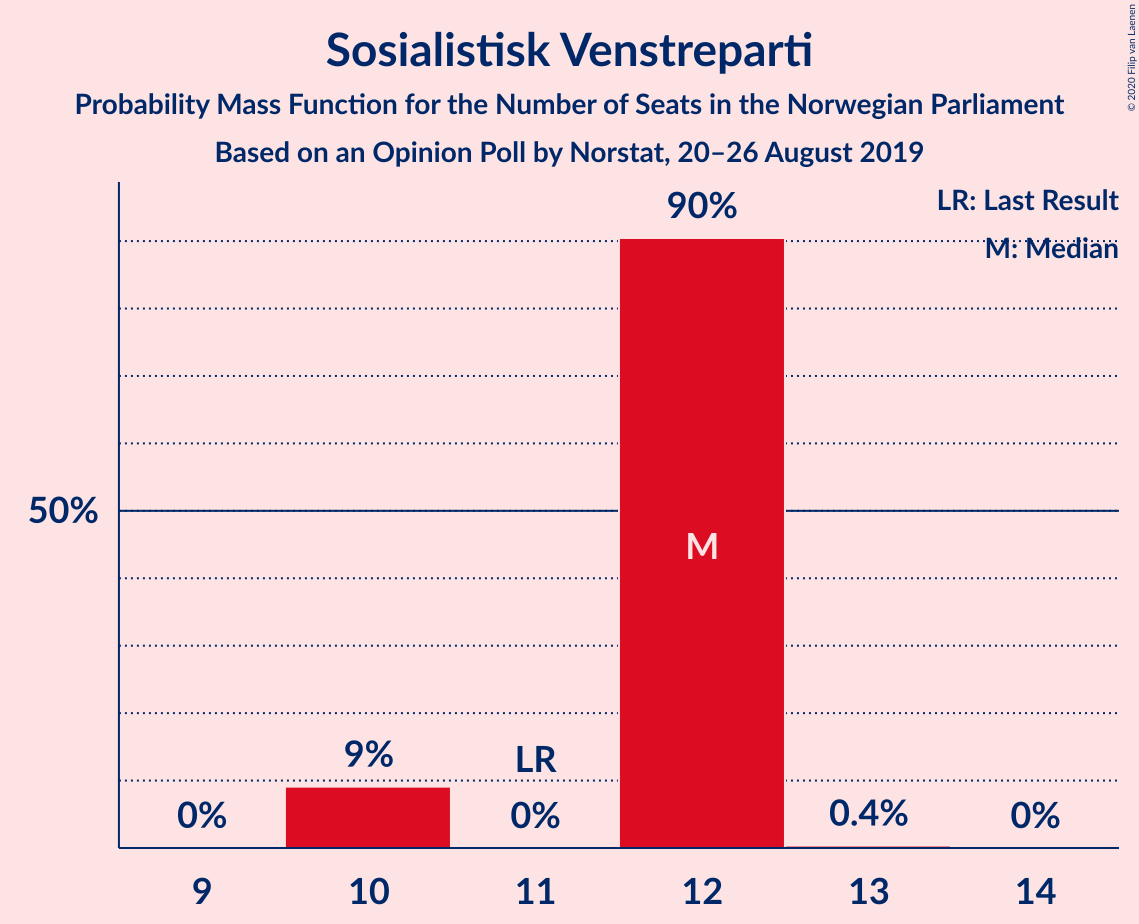 Sosialistisk Venstreparti
Probability Mass Function for the Number of Seats in the Norwegian Parliament
Based on an Opinion Poll by Norstat, 20–26 August 2019
© 2020 Filip van Laenen
LR: Last Result
M: Median
90%
50%
M
9%
LR
0%
0%
0.4%
0%
9
10
11
12
13
14